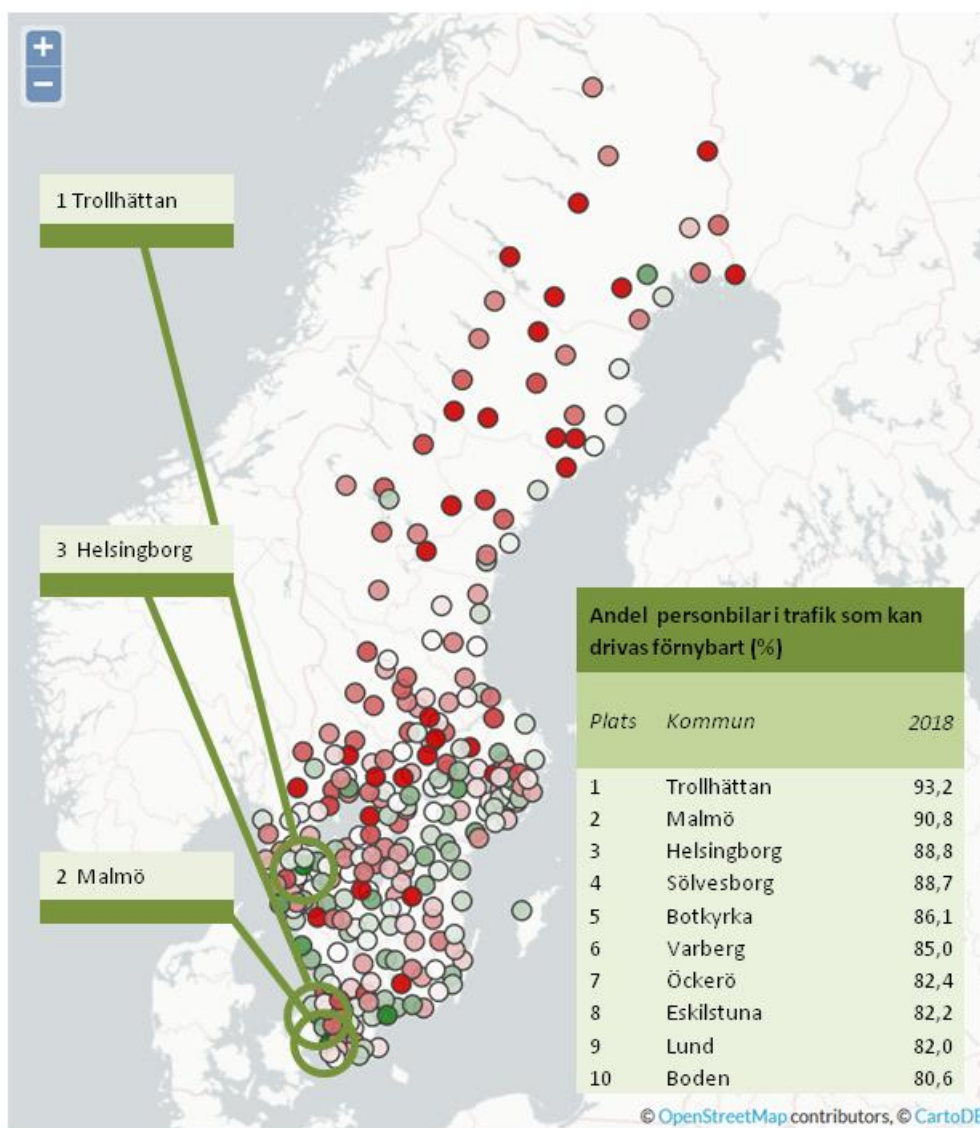 +
−
1 Trollhättan
3 Helsingborg
2 Malmö
Andel personbilar i trafik som kan
drivas förnybart (%)
Plats Kommun 2018
1 Trollhättan 93,2
2 Malmö 90,8
3 Helsingborg 88,8
4 Sölvesborg 88,7
5 Botkyrka 86,1
6 Varberg 85,0
7 Öckerö 82,4
8 Eskilstuna 82,2
9 Lund 82,0
10 Boden 80,6
© OpenStreetMap contributors, © CartoDB